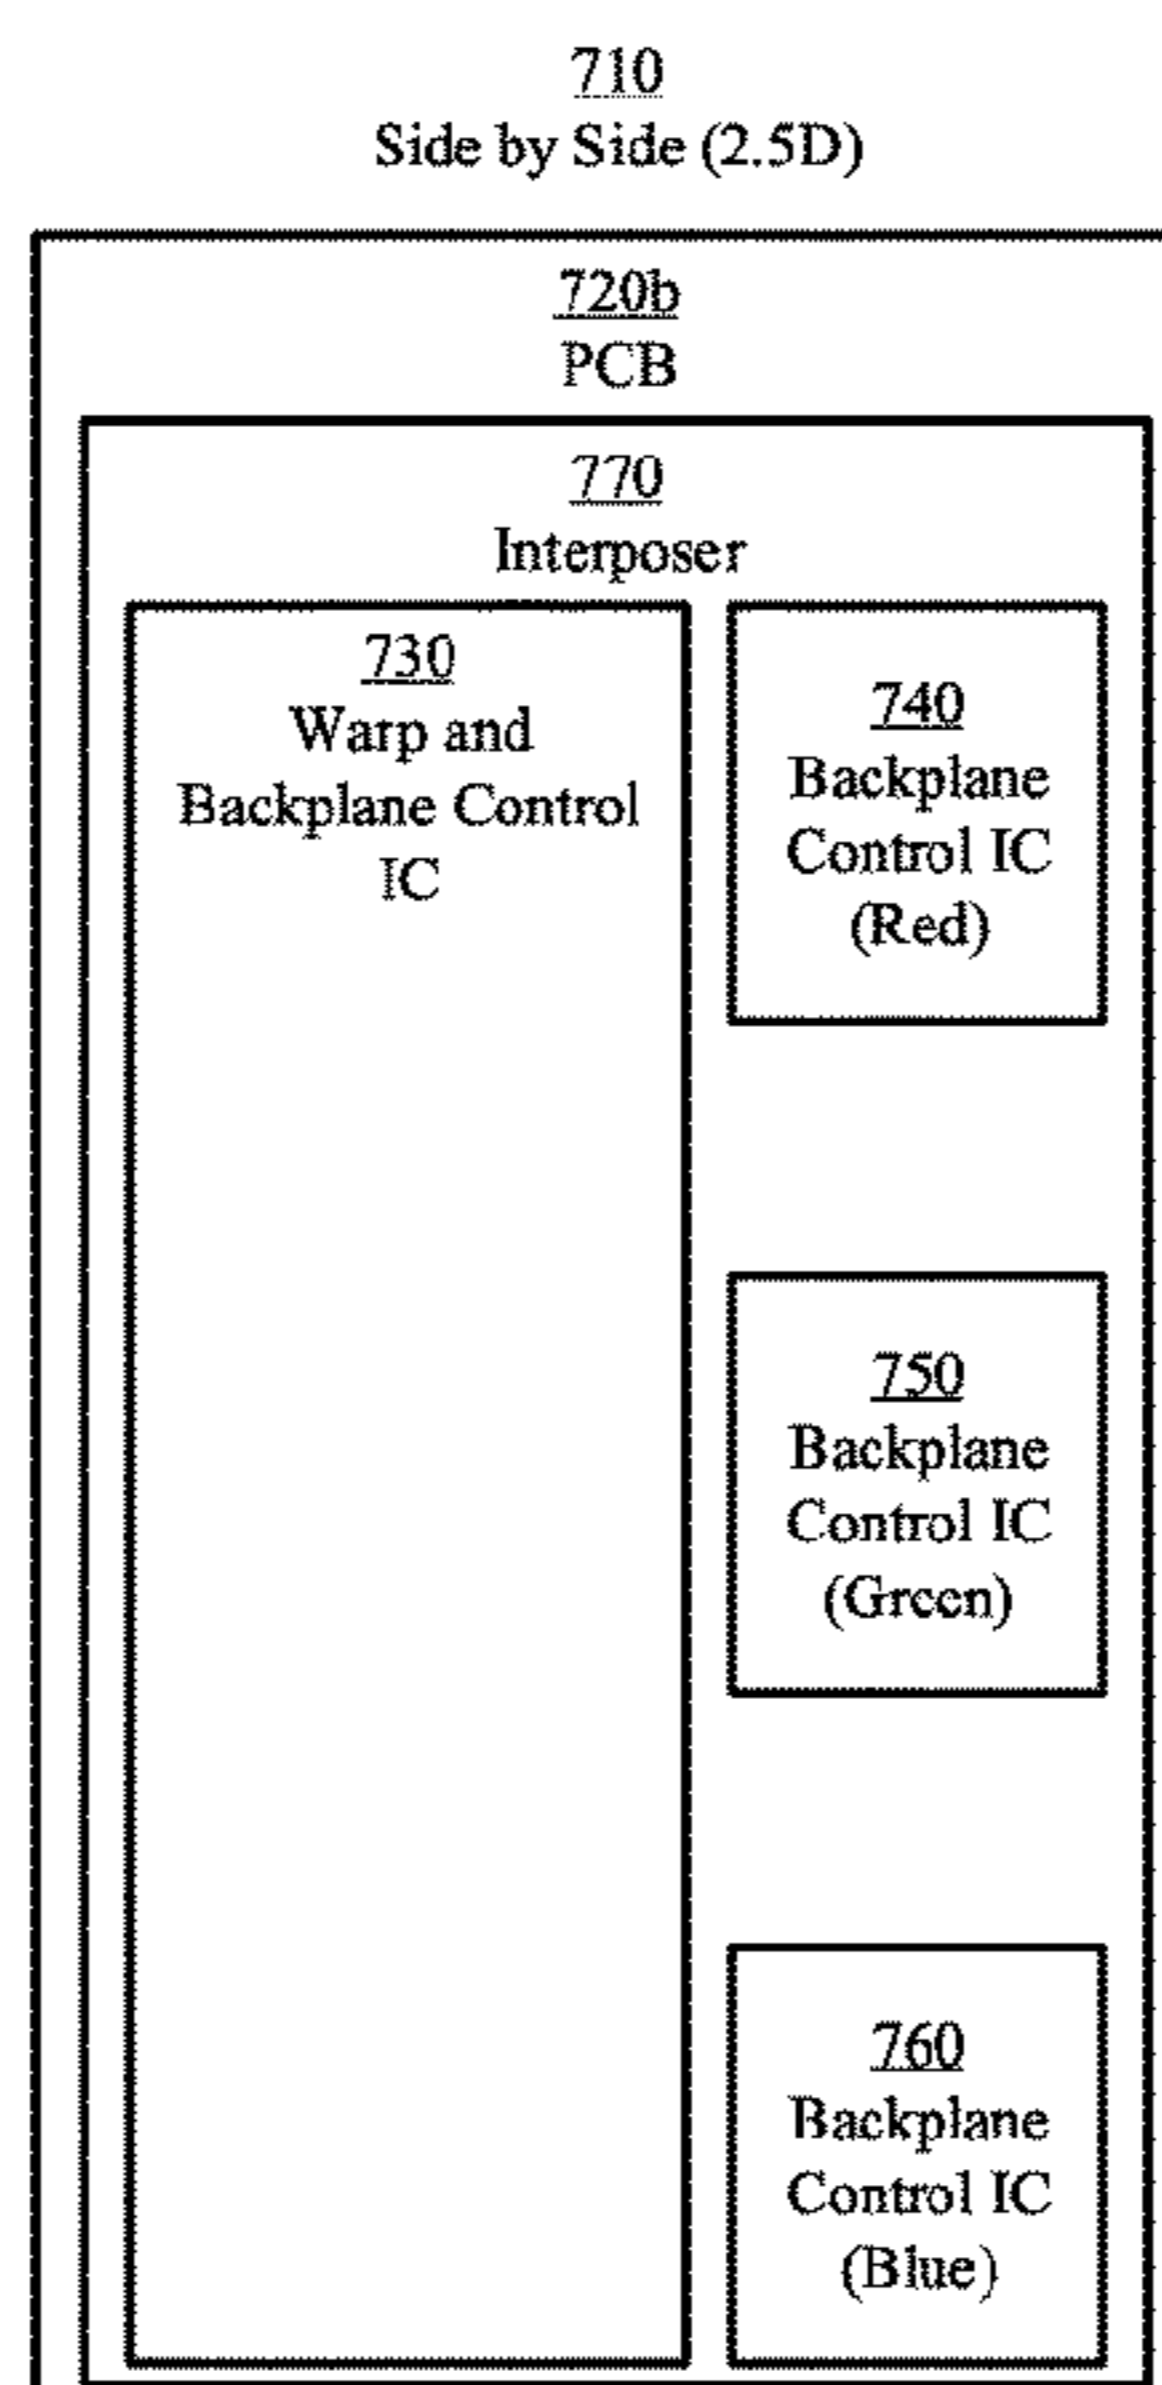 710
Side by Side (2.5D)
720b
PCB
770
Interposer
730
Warp and
Backplane Control
IC
740
Backplane
Control IC
(Red)
750
Backplane
Control IC
(Green)
760
Backplane
Control IC
(Blue)